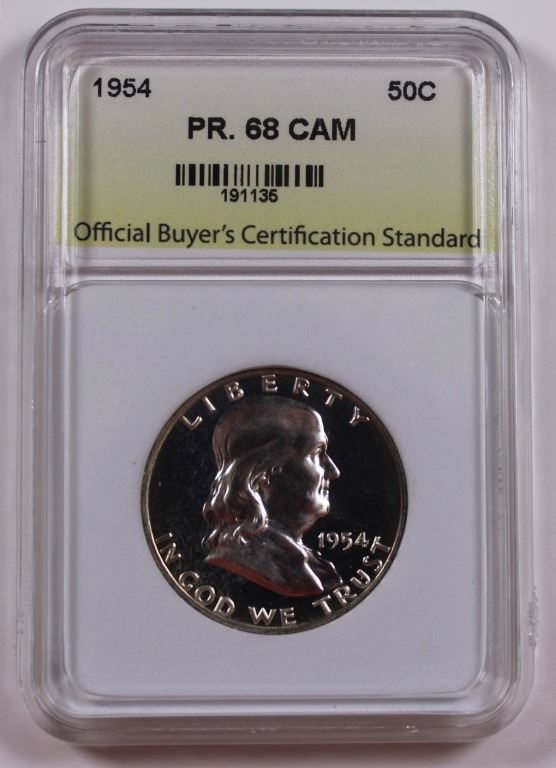 1954 50C
PR. 68 CAM
191135
Official Buyer's Certification Standard
LIBERTY
1954
IN GOD WE TRUST